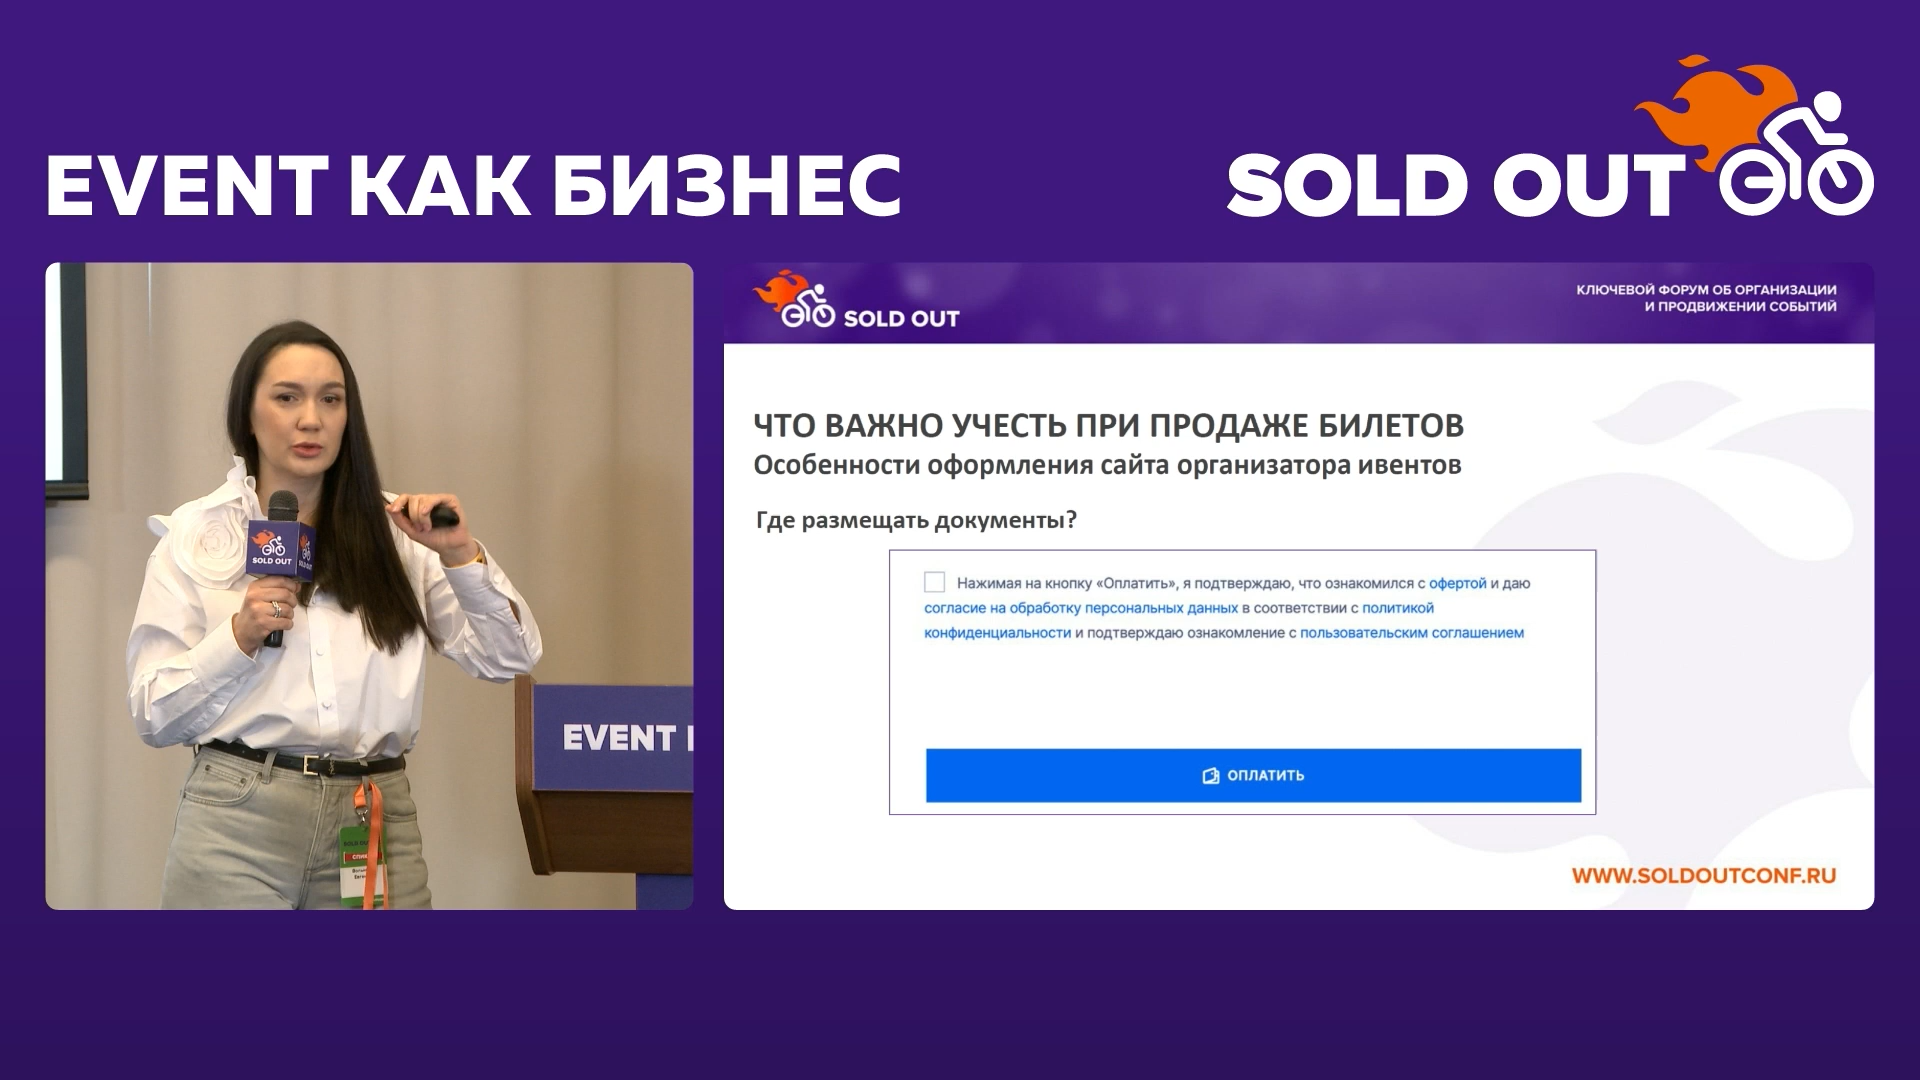 EVENT КАК БИЗНЕС
SOLD OUT
SOLD OUT
EVENT
SOLD OUT
КЛЮЧЕВОЙ ФОРУМ ОБ ОРГАНИЗАЦИИ
И ПРОДВИЖЕНИИ СОБЫТИЙ
ЧТО ВАЖНО УЧЕСТЬ ПРИ ПРОДАЖЕ БИЛЕТОВ
Особенности оформления сайта организатора ивентов
Где размещать документы?
Нажимая на кнопку «Оплатить», я подтверждаю, что ознакомился с офертой и даю
согласие на обработку персональных данных в соответствии с политикой
конфиденциальности и подтверждаю ознакомление с пользовательским соглашением
ОПЛАТИТЬ
WWW.SOLDOUTCONF.RU